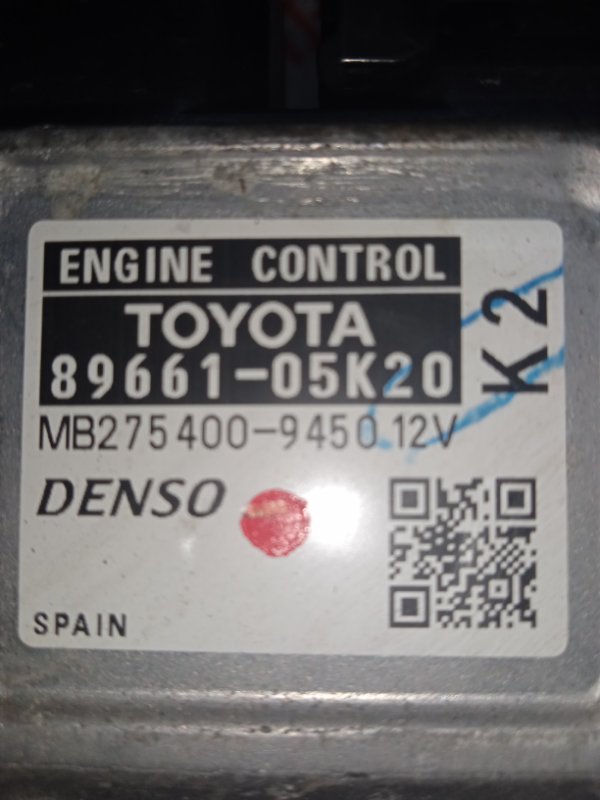 ENGINE CONTROL
TOYOTA
89661-05K20
K2
MB275400-9450 12V
DENSO
SPAIN